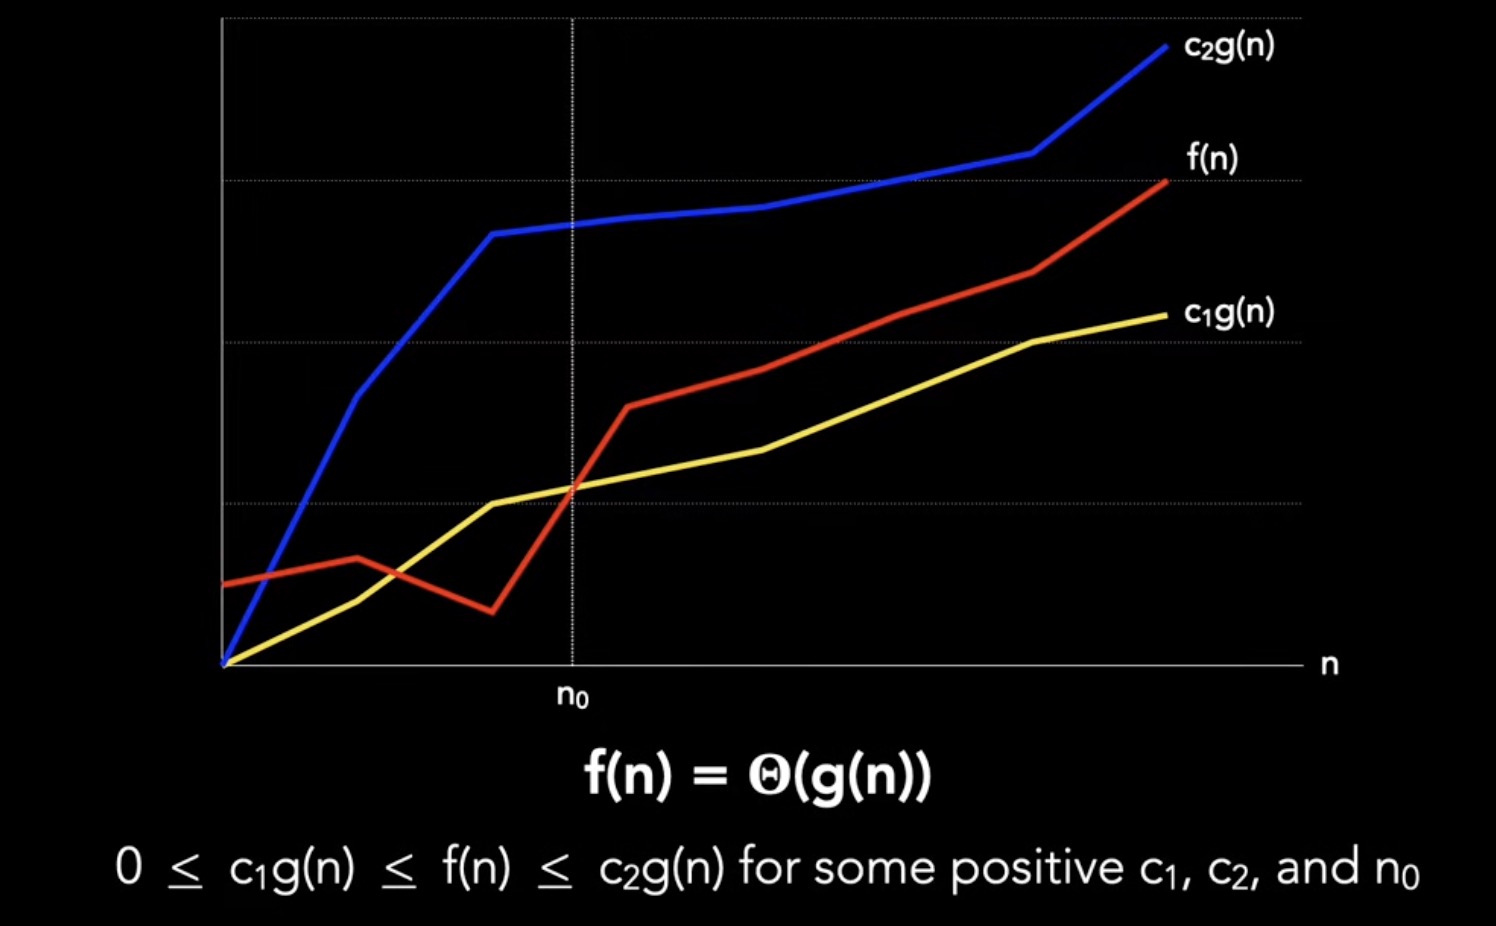 c₂g(n)
f(n)
c₁g(n)
n
n₀
f(n) = Θ(g(n))
0 ≤ c₁g(n) ≤ f(n) ≤ c₂g(n) for some positive c₁, c₂, and n₀